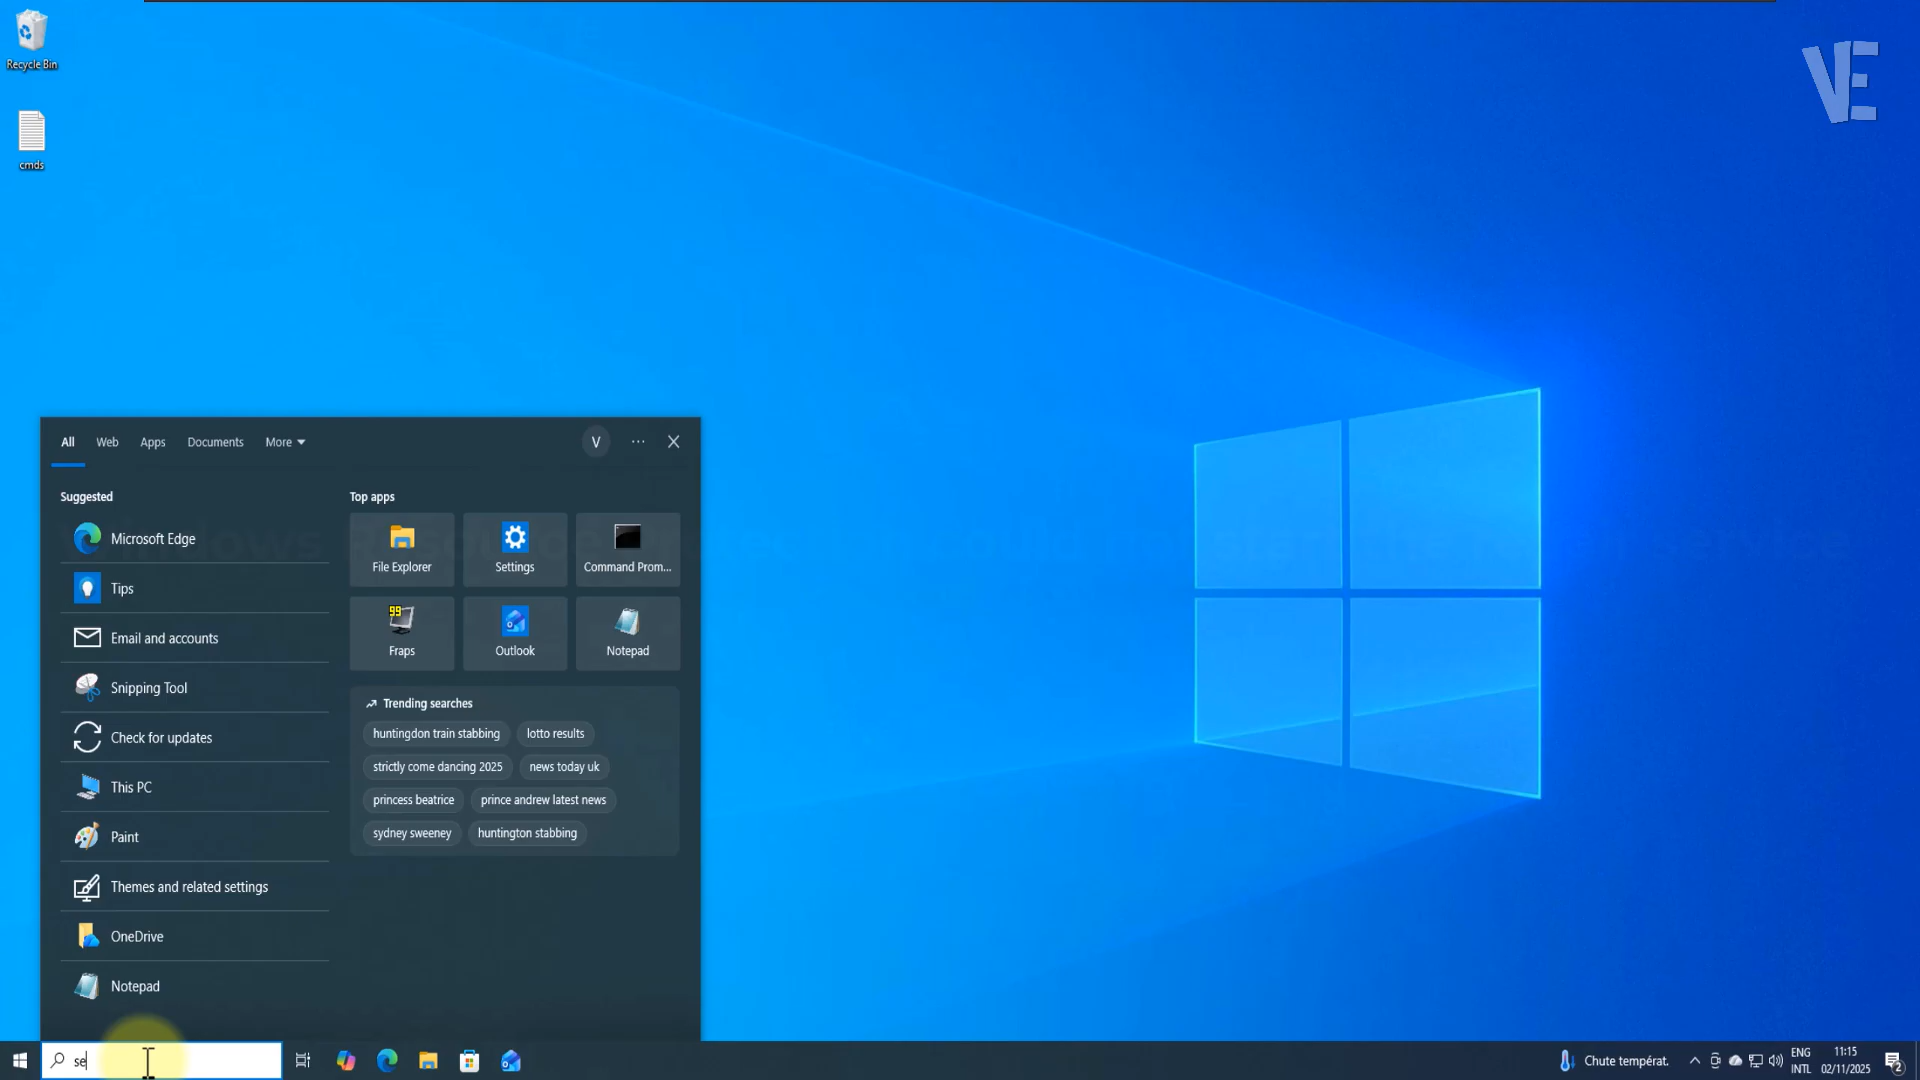 Recycle Bin
cmds
VE
All Web Apps Documents More V
Suggested
Microsoft Edge
Tips
Email and accounts
Snipping Tool
Check for updates
This PC
Paint
Themes and related settings
OneDrive
Notepad
Top apps
File Explorer Settings Command Prom...
99
Fraps Outlook Notepad
Trending searches
huntingdon train stabbing lotto results
strictly come dancing 2025 news today uk
princess beatrice prince andrew latest news
sydney sweeney huntington stabbing
se
Chute températ.
ENG
INTL
11:15
02/11/2025
2